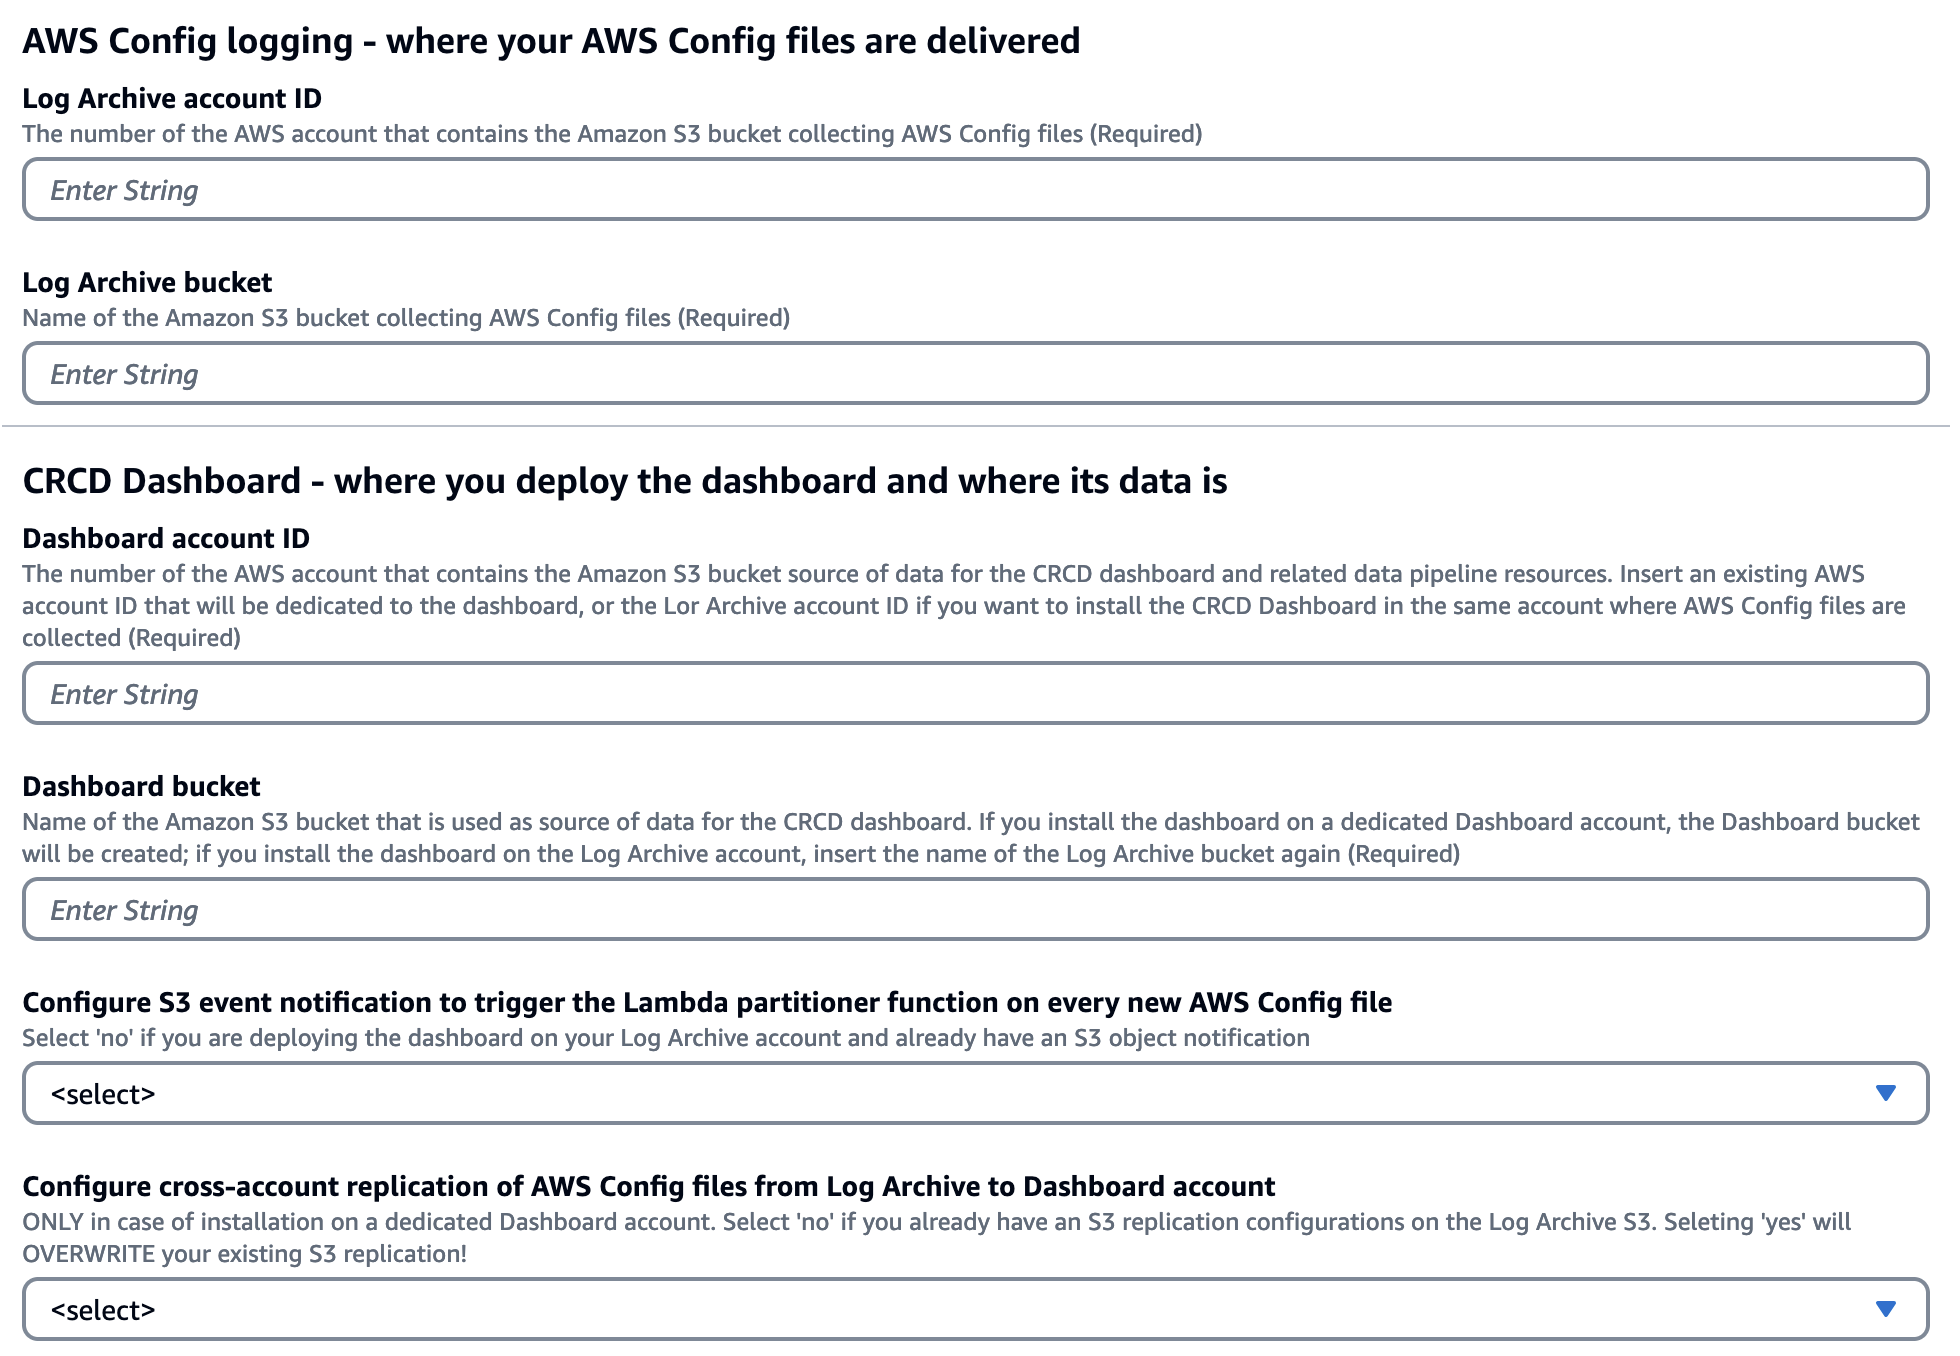 AWS Config logging - where your AWS Config files are delivered
Log Archive account ID
The number of the AWS account that contains the Amazon S3 bucket collecting AWS Config files (Required)
Enter String
Log Archive bucket
Name of the Amazon S3 bucket collecting AWS Config files (Required)
Enter String
CRCD Dashboard - where you deploy the dashboard and where its data is
Dashboard account ID
The number of the AWS account that contains the Amazon S3 bucket source of data for the CRCD dashboard and related data pipeline resources. Insert an existing AWS
account ID that will be dedicated to the dashboard, or the Lor Archive account ID if you want to install the CRCD Dashboard in the same account where AWS Config files are
collected (Required)
Enter String
Dashboard bucket
Name of the Amazon S3 bucket that is used as source of data for the CRCD dashboard. If you install the dashboard on a dedicated Dashboard account, the Dashboard bucket
will be created; if you install the dashboard on the Log Archive account, insert the name of the Log Archive bucket again (Required)
Enter String
Configure S3 event notification to trigger the Lambda partitioner function on every new AWS Config file
Select 'no' if you are deploying the dashboard on your Log Archive account and already have an S3 object notification
<select>
Configure cross-account replication of AWS Config files from Log Archive to Dashboard account
ONLY in case of installation on a dedicated Dashboard account. Select 'no' if you already have an S3 replication configurations on the Log Archive S3. Seleting 'yes' will
OVERWRITE your existing S3 replication!
<select>